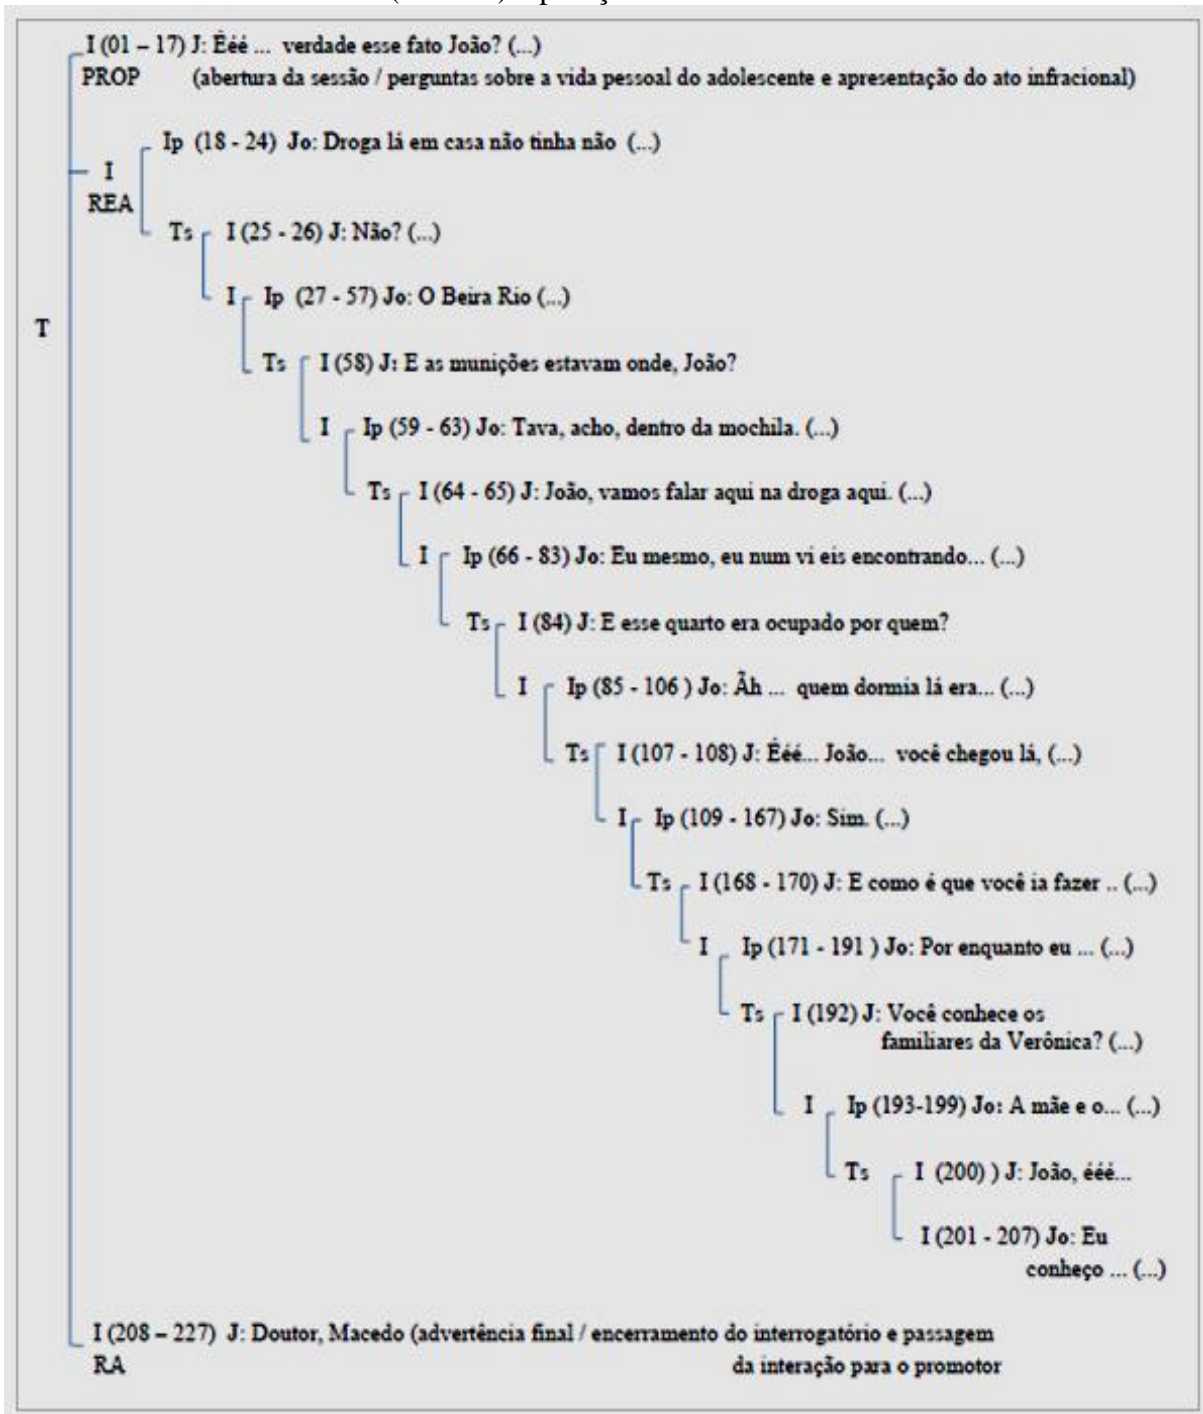 I (01 – 17) J: Ééé ... verdade esse fato João? (...)
PROP (abertura da sessão / perguntas sobre a vida pessoal do adolescente e apresentação do ato infracional)
Ip (18 - 24) Jo: Droga lá em casa não tinha não (...)
I
REA
Ts I (25 - 26) J: Não? (...)
I Ip (27 - 57) Jo: O Beira Rio (...)
T
Ts I (58) J: E as munições estavam onde, João?
I Ip (59 - 63) Jo: Tava, acho, dentro da mochila. (...)
Ts I (64 - 65) J: João, vamos falar aqui na droga aqui. (...)
I Ip (66 - 83) Jo: Eu mesmo, eu num vi eis encontrando... (...)
Ts I (84) J: E esse quarto era ocupado por quem?
I Ip (85 - 106 ) Jo: Ãh ... quem dormia lá era... (...)
Ts I (107 - 108) J: Ééé... João... você chegou lá, (...)
I Ip (109 - 167) Jo: Sim. (...)
Ts I (168 - 170) J: E como é que você ia fazer .. (...)
I Ip (171 - 191 ) Jo: Por enquanto eu ... (...)
Ts I (192) J: Você conhece os
familiares da Verônica? (...)
I Ip (193-199) Jo: A mãe e o... (...)
Ts I (200) ) J: João, ééé...
I (201 - 207) Jo: Eu
conheço ... (...)
I (208 – 227) J: Doutor, Macedo (advertência final / encerramento do interrogatório e passagem
RA da interação para o promotor